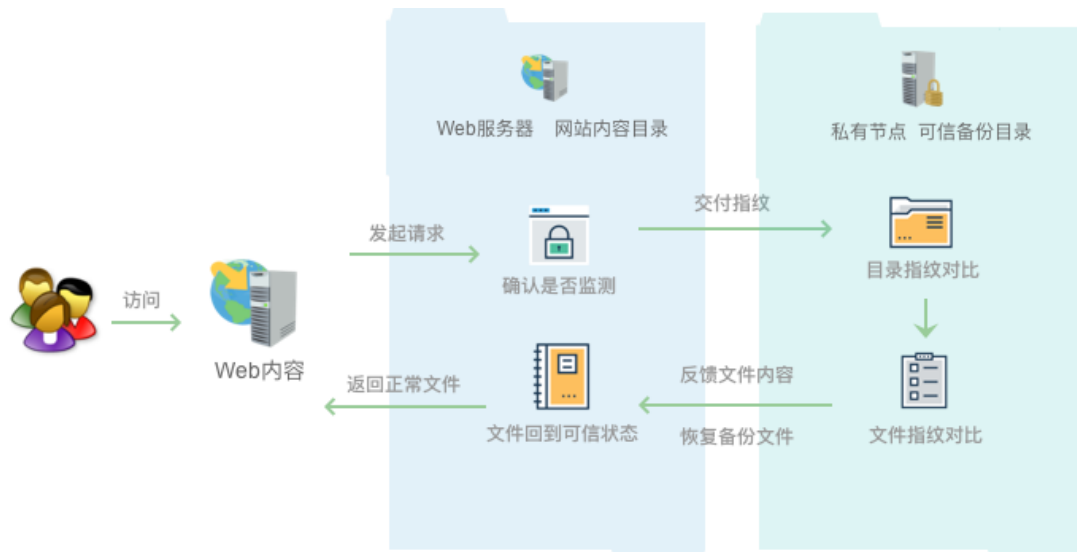 Web服务器 网站内容目录
私有节点 可信备份目录
交付指纹
发起请求
目录指纹对比
确认是否监测
访问
Web内容
返回正常文件
反馈文件内容
文件回到可信状态
恢复备份文件
文件指纹对比